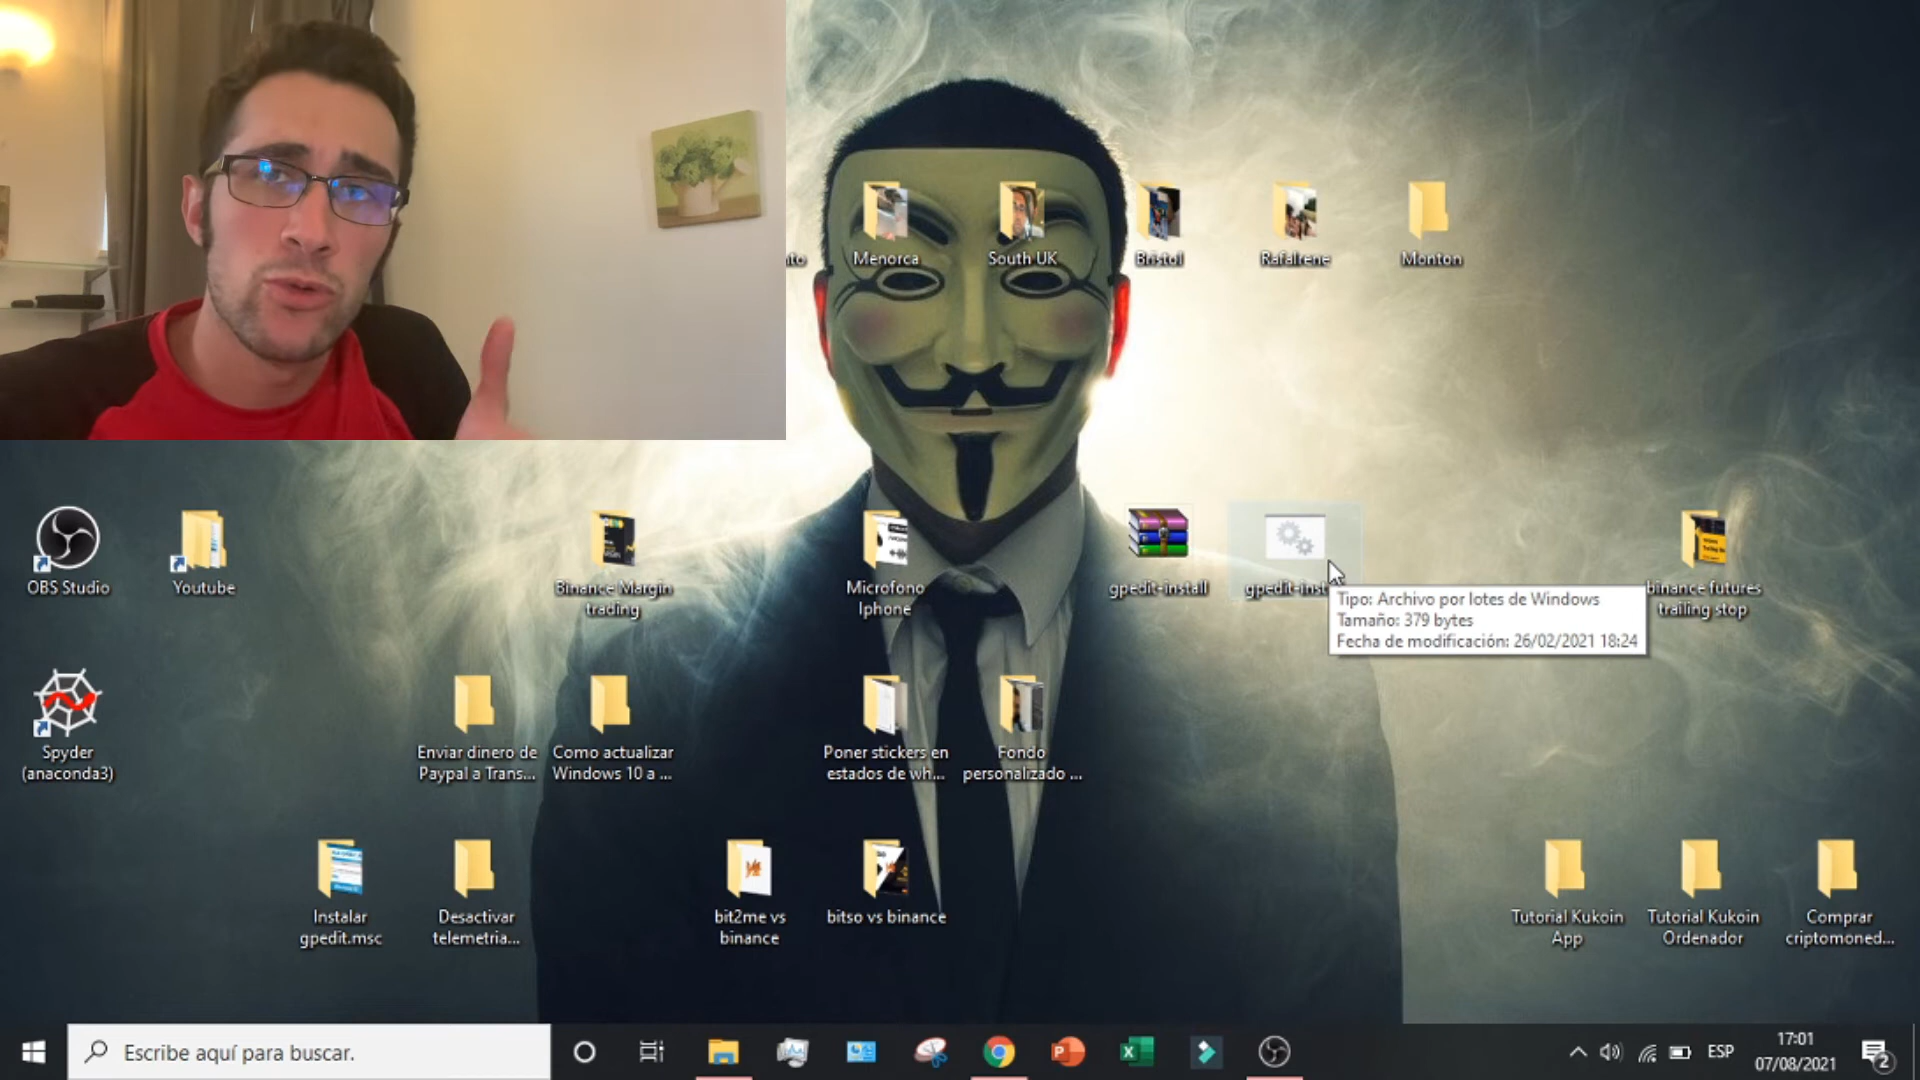 Menorca
South UK
Bristol
RafaIrene
Monton
OBS Studio
Youtube
Binance Margin
trading
Microfono
Iphone
gpedit-install
gpedit-inst
Tipo: Archivo por lotes de Windows
Tamaño: 379 bytes
Fecha de modificación: 26/02/2021 18:24
binance futures
trailing stop
Spyder
(anaconda3)
Enviar dinero de
Paypal a Trans...
Como actualizar
Windows 10 a ...
Poner stickers en
estados de wh...
Fondo
personalizado ...
Instalar
gpedit.msc
Desactivar
telemetria...
bit2me vs
binance
bitso vs binance
Tutorial Kukoin
App
Tutorial Kukoin
Ordenador
Comprar
criptomoned...
Escribe aquí para buscar.
ESP
17:01
07/08/2021
2